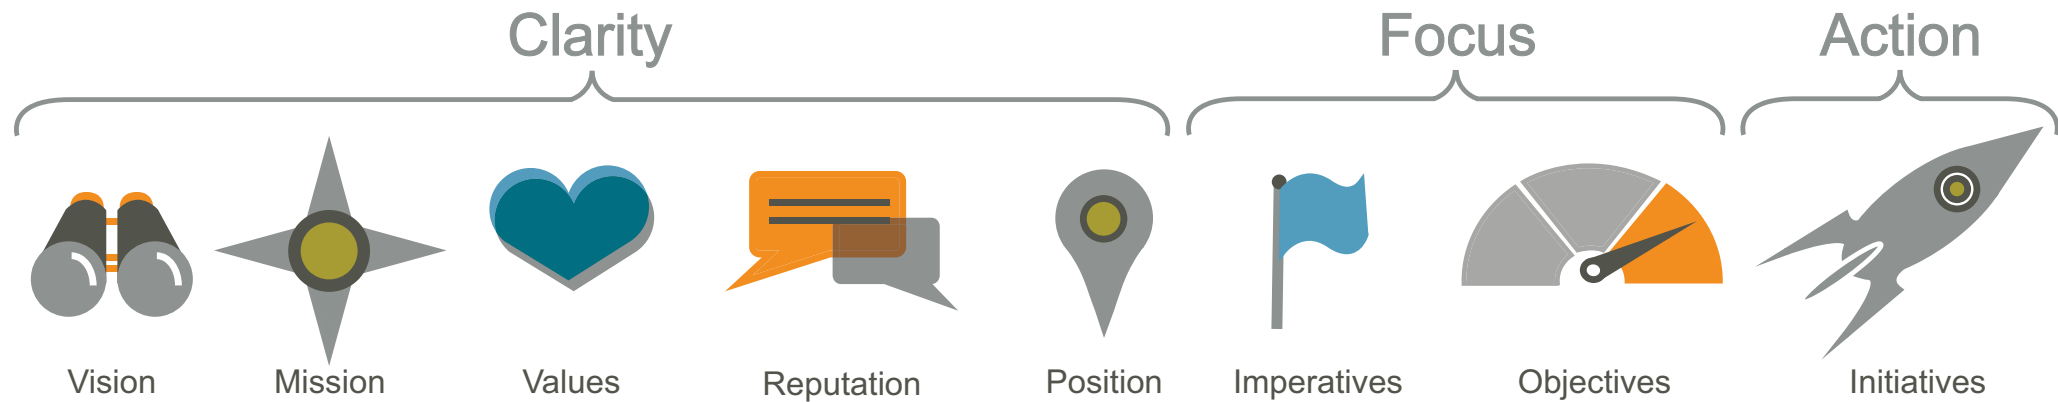 Clarity Focus Action
Vision Mission Values Reputation Position Imperatives Objectives Initiatives